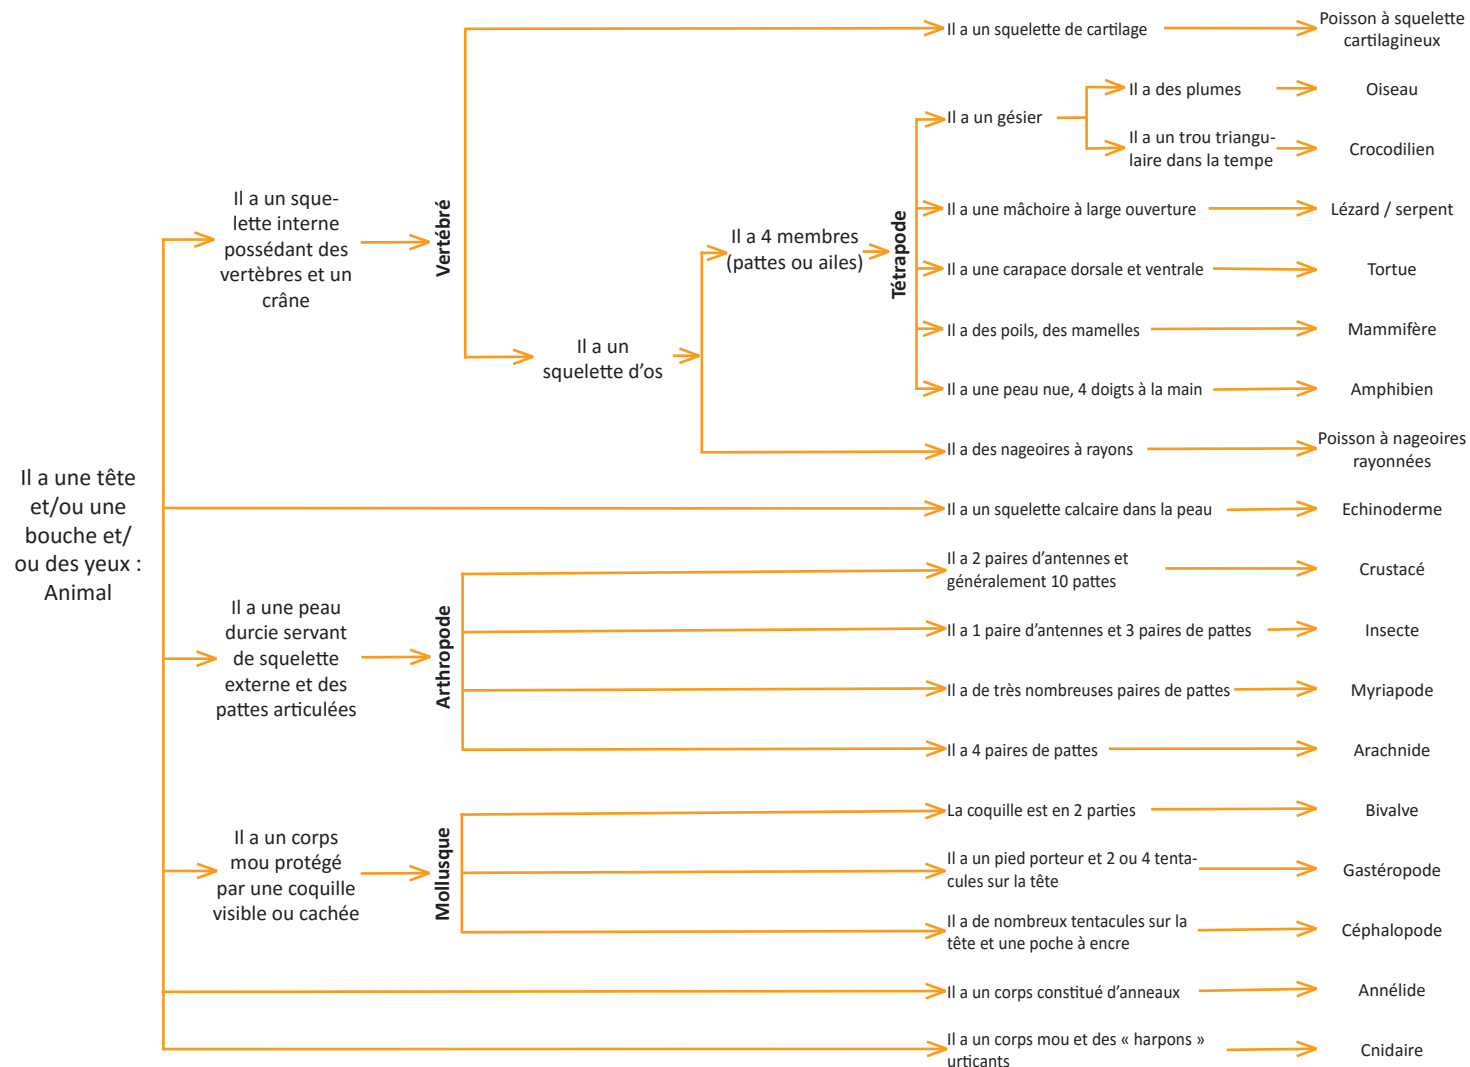 Il a une tête
et/ou une
bouche et/
ou des yeux :
Animal
Il a un sque-
lette interne
possédant des
vertèbres et un
crâne
Vertébré
Il a un squelette de cartilage
Poisson à squelette
cartilagineux
Il a un
squelette d'os
Il a 4 membres
(pattes ou ailes)
Tétrapode
Il a un gésier
Il a des plumes
Oiseau
Il a un trou triangu-
laire dans la tempe
Crocodilien
Il a une mâchoire à large ouverture
Lézard / serpent
Il a une carapace dorsale et ventrale
Tortue
Il a des poils, des mamelles
Mammifère
Il a une peau nue, 4 doigts à la main
Amphibien
Il a des nageoires à rayons
Poisson à nageoires
rayonnées
Il a un squelette calcaire dans la peau
Echinoderme
Il a une peau
durcie servant
de squelette
externe et des
pattes articulées
Arthropode
Il a 2 paires d'antennes et
généralement 10 pattes
Crustacé
Il a 1 paire d'antennes et 3 paires de pattes
Insecte
Il a de très nombreuses paires de pattes
Myriapode
Il a 4 paires de pattes
Arachnide
Il a un corps
mou protégé
par une coquille
visible ou cachée
Mollusque
La coquille est en 2 parties
Bivalve
Il a un pied porteur et 2 ou 4 tenta-
cules sur la tête
Gastéropode
Il a de nombreux tentacules sur la
tête et une poche à encre
Céphalopode
Il a un corps constitué d'anneaux
Annélide
Il a un corps mou et des « harpons »
urticants
Cnidaire